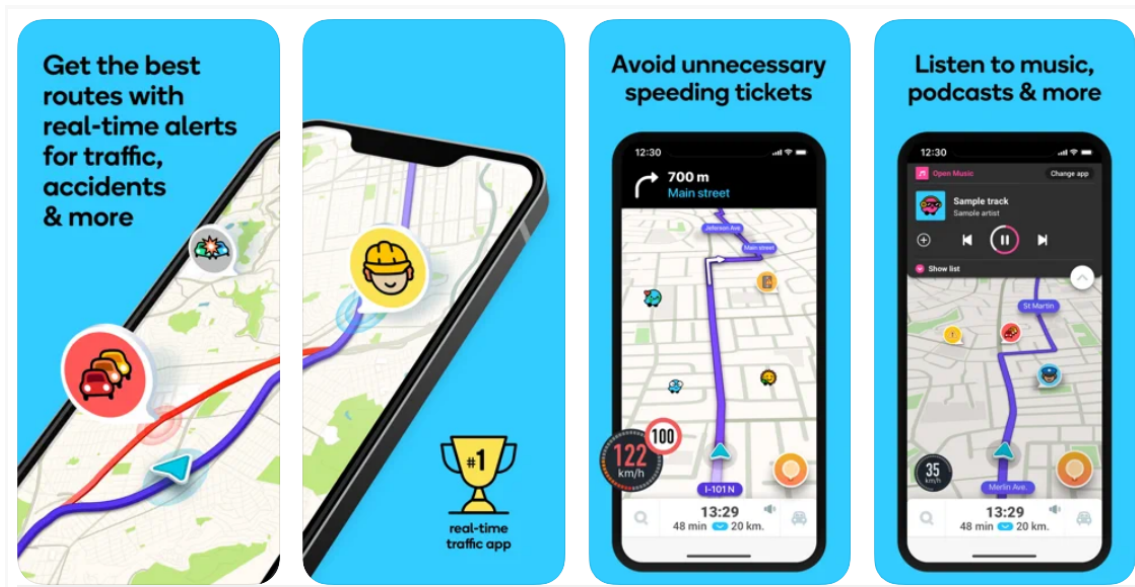 Get the best
routes with
real-time alerts
for traffic,
accidents
& more
#1
real-time
traffic app
Avoid unnecessary
speeding tickets
12:30
700 m
Main street
Jefferson Ave
Main street
100
122
km/h
I-101 N
13:29
48 min 20 km.
Listen to music,
podcasts & more
12:30
Open Music
Change app
Sample track
Sample artist
Show list
St Martin
35
km/h
Merlin Ave.
13:29
48 min 20 km.